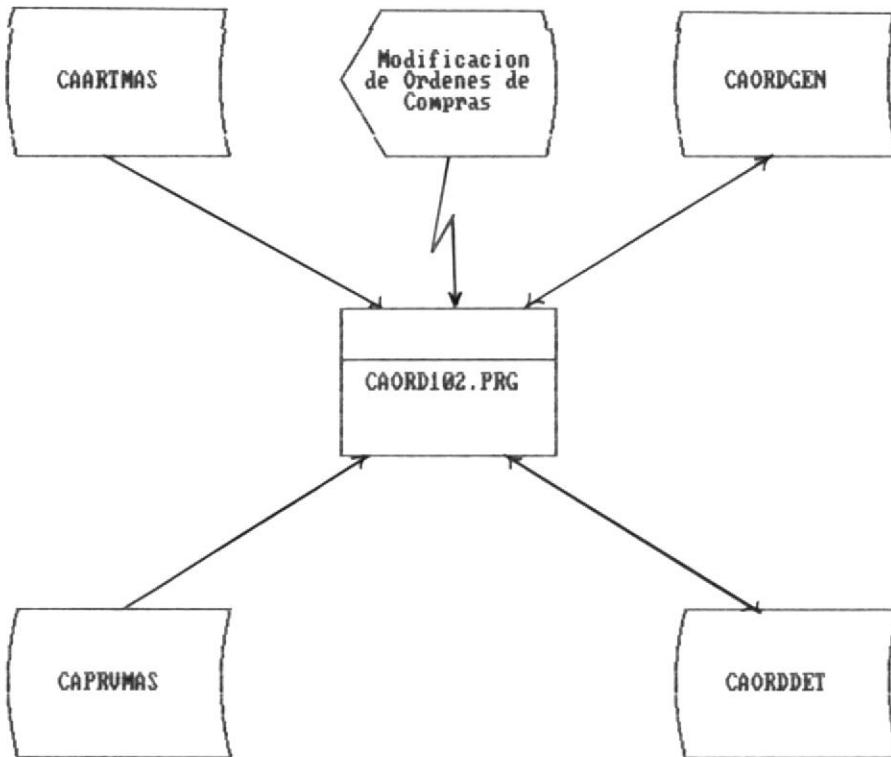 CAARTMAS
Modificacion
de Ordenes de
Compras
CAORDGEN
CAORD102.PRG
CAPRVMAS
CAORDDET